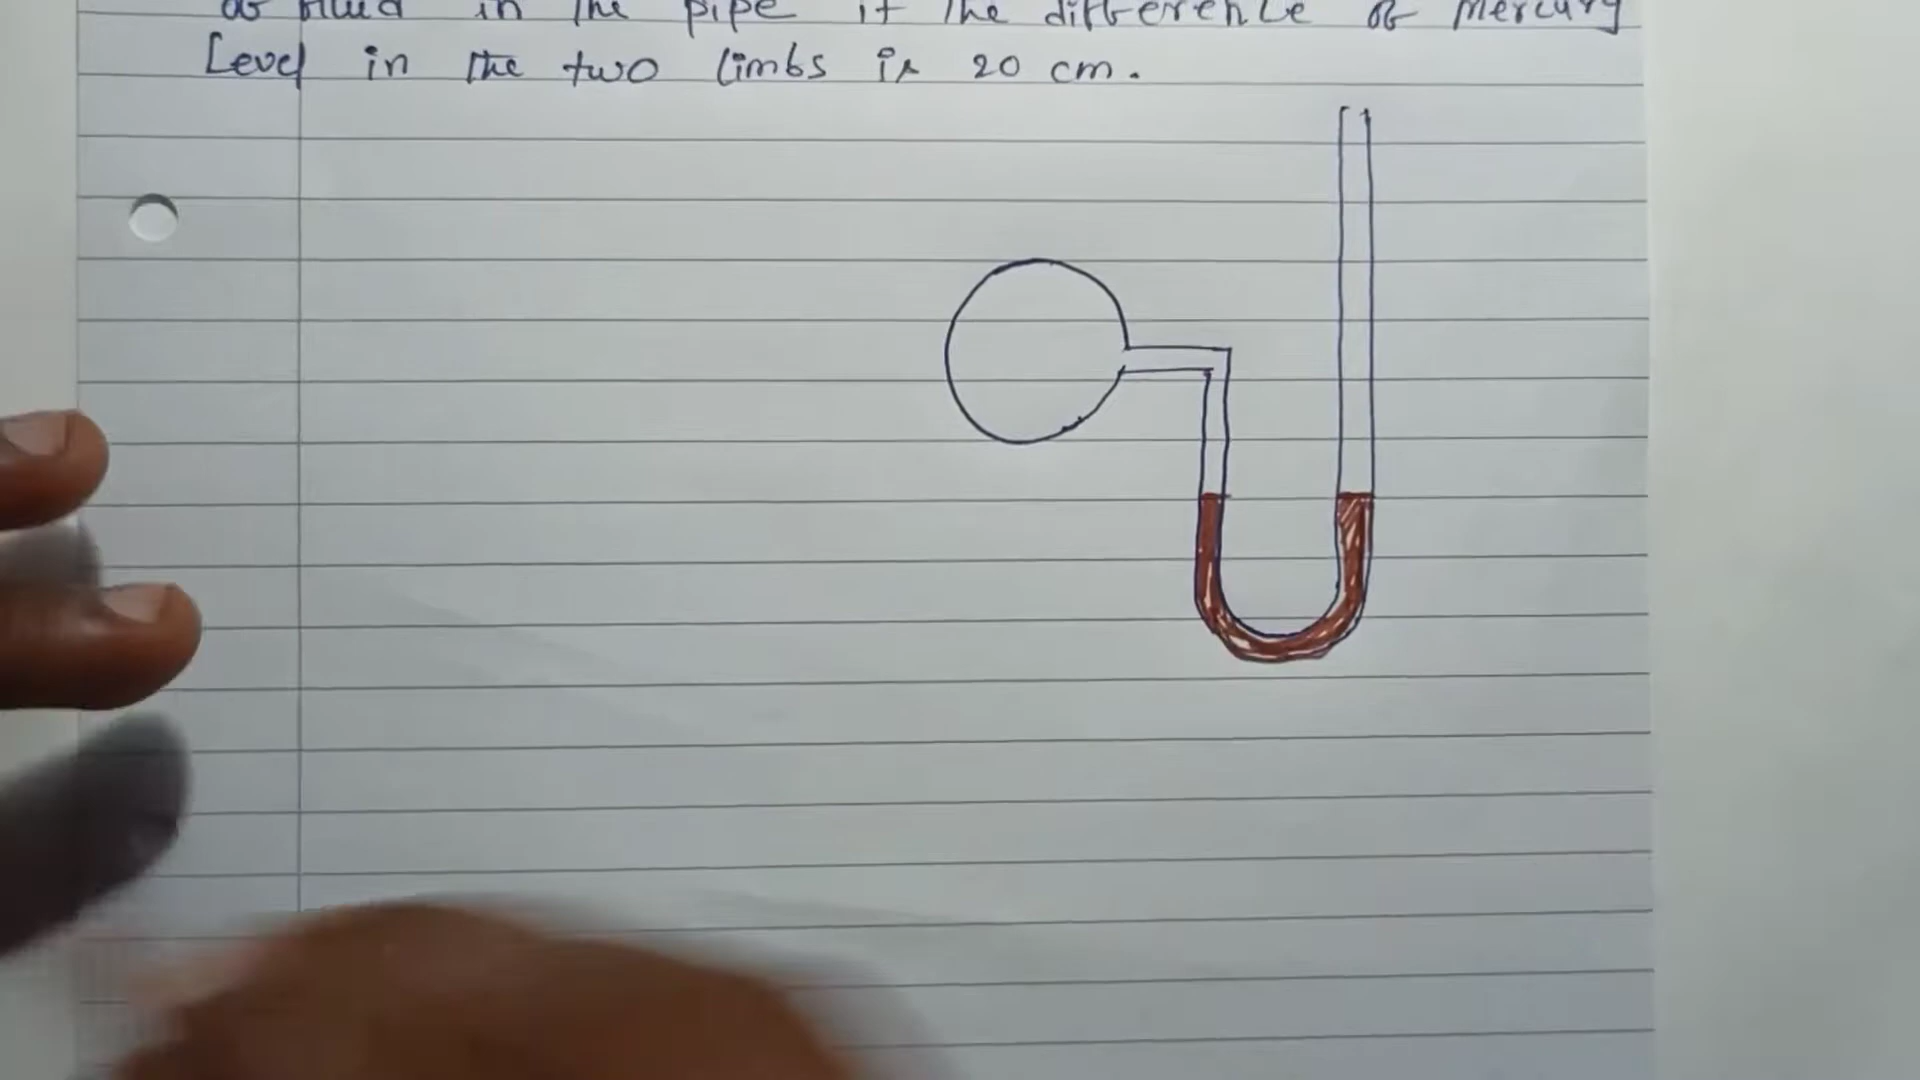 of fluid in the pipe if the difference of mercury
Level in the two limbs is 20 cm.